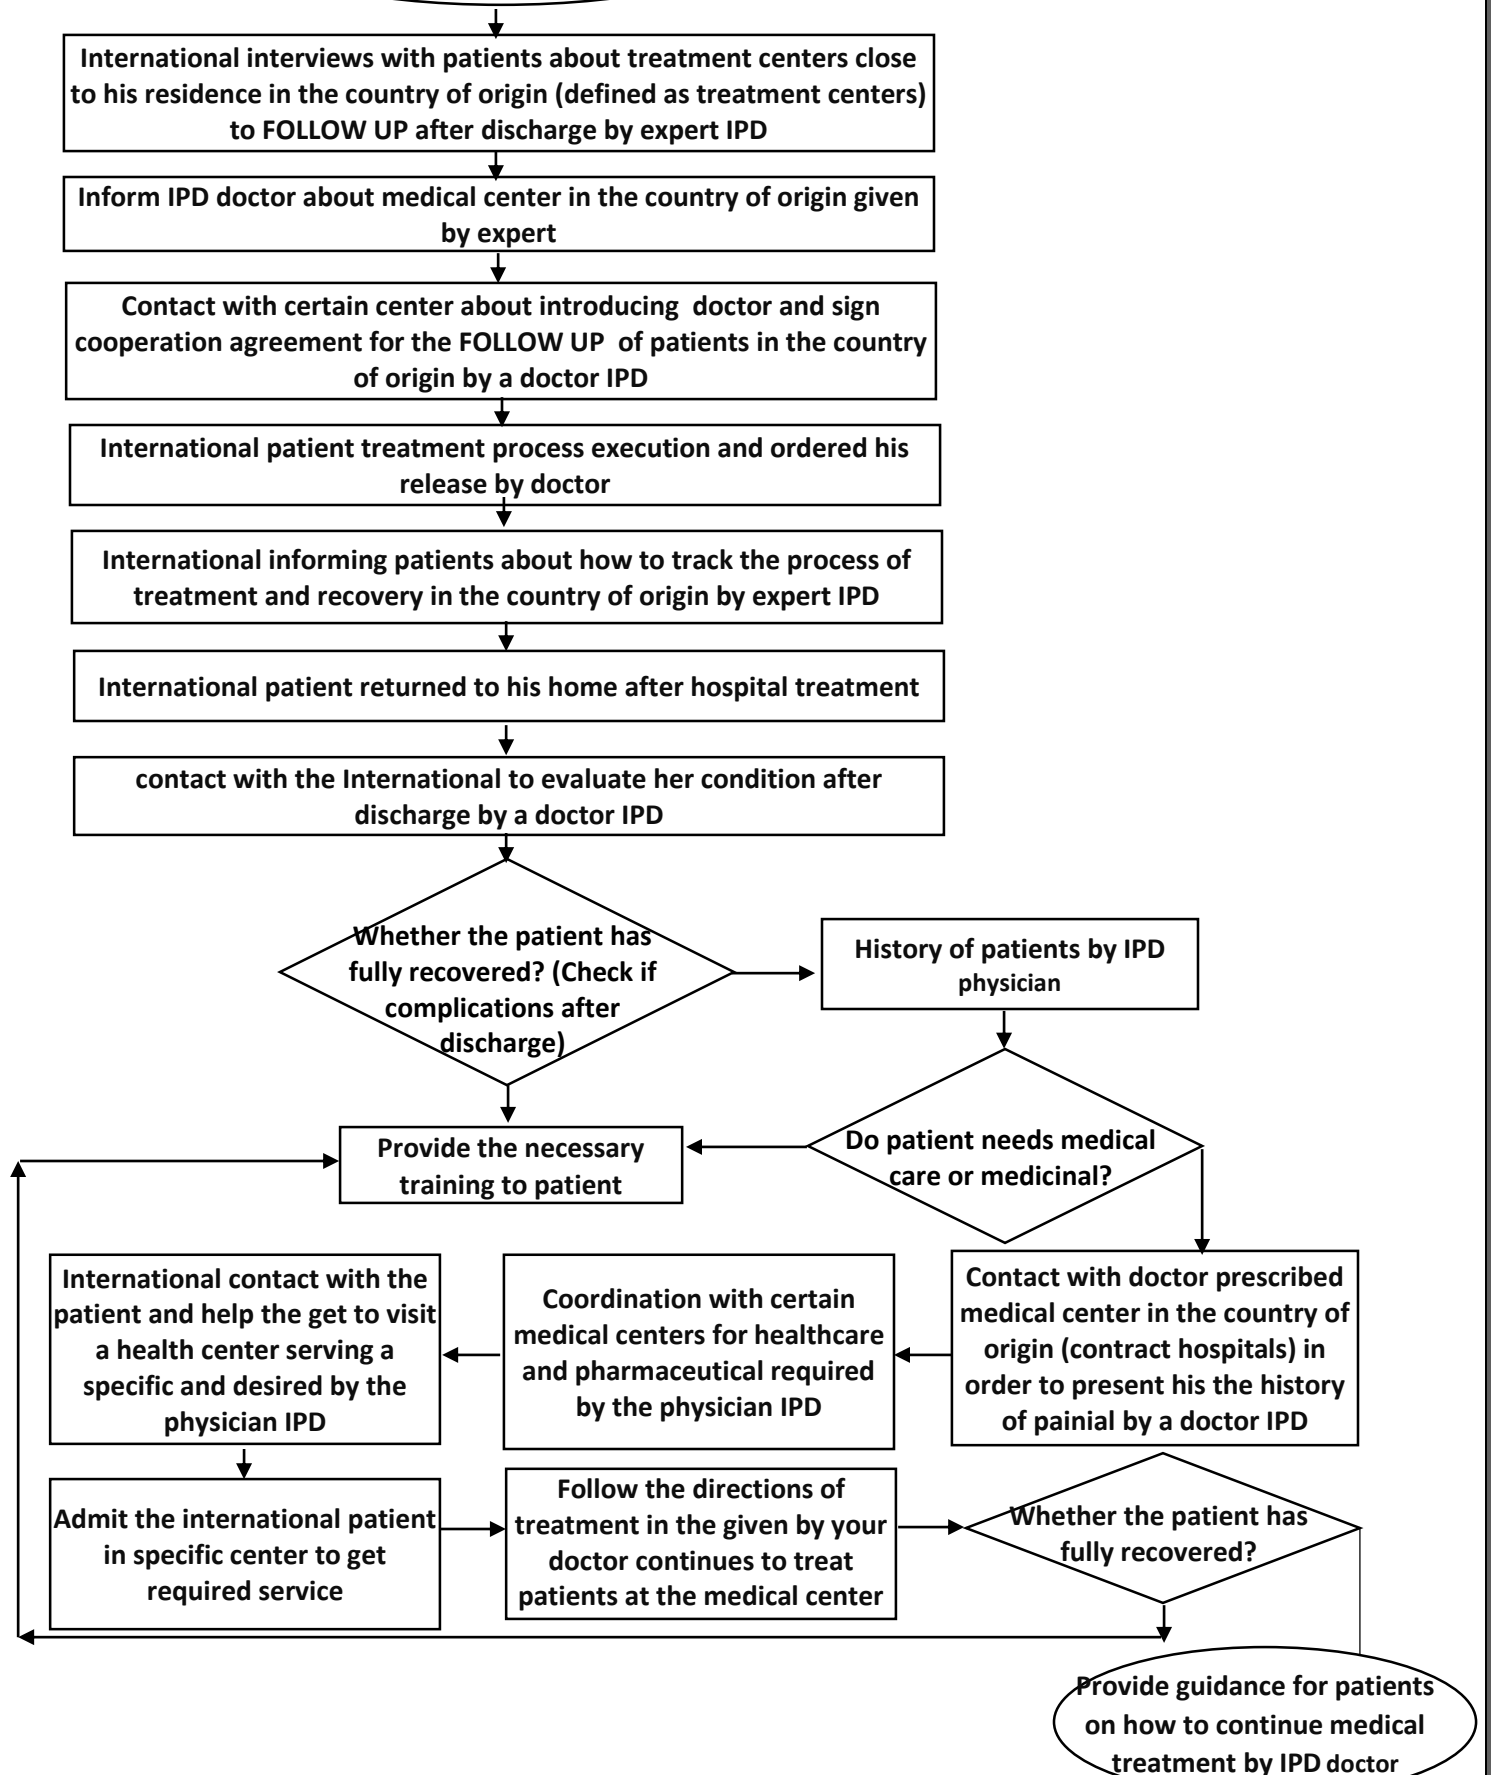 International interviews with patients about treatment centers close
to his residence in the country of origin (defined as treatment centers)
to FOLLOW UP after discharge by expert IPD
Inform IPD doctor about medical center in the country of origin given
by expert
Contact with certain center about introducing doctor and sign
cooperation agreement for the FOLLOW UP of patients in the country
of origin by a doctor IPD
International patient treatment process execution and ordered his
release by doctor
International informing patients about how to track the process of
treatment and recovery in the country of origin by expert IPD
International patient returned to his home after hospital treatment
contact with the International to evaluate her condition after
discharge by a doctor IPD
Whether the patient has
fully recovered? (Check if
complications after
discharge)
History of patients by IPD
physician
Do patient needs medical
care or medicinal?
Provide the necessary
training to patient
Contact with doctor prescribed
medical center in the country of
origin (contract hospitals) in
order to present his the history
of painial by a doctor IPD
Coordination with certain
medical centers for healthcare
and pharmaceutical required
by the physician IPD
International contact with the
patient and help the get to visit
a health center serving a
specific and desired by the
physician IPD
Admit the international patient
in specific center to get
required service
Follow the directions of
treatment in the given by your
doctor continues to treat
patients at the medical center
Whether the patient has
fully recovered?
Provide guidance for patients
on how to continue medical
treatment by IPD doctor